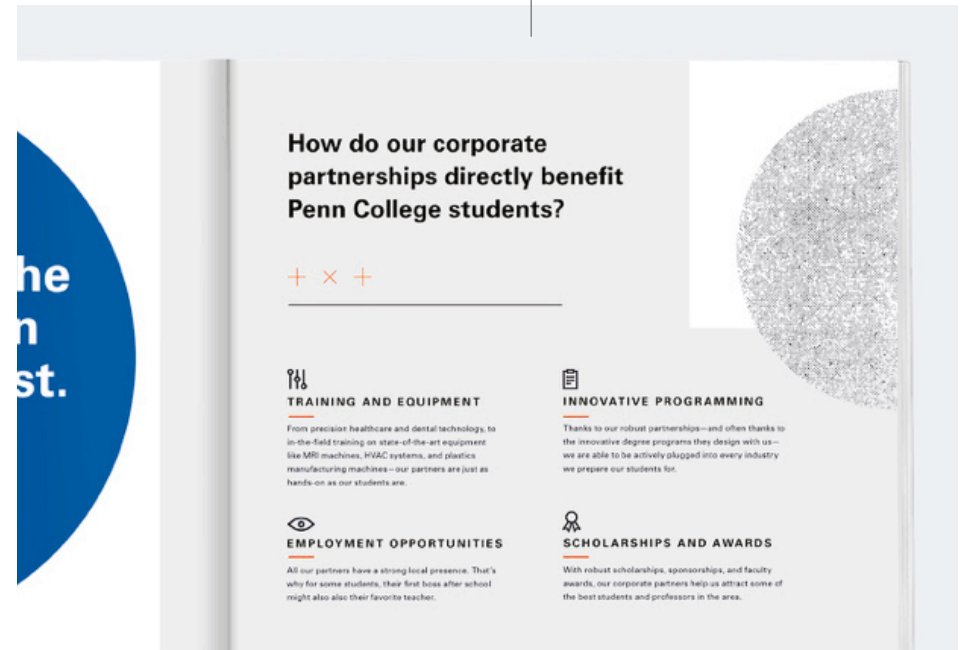 he
n
st.
How do our corporate
partnerships directly benefit
Penn College students?
TRAINING AND EQUIPMENT
From precision healthcare and dental technology, to
in-the-field training on state-of-the-art equipment
like MRI machines, HVAC systems, and plastics
manufacturing machines—our partners are just as
hands-on as our students are.
INNOVATIVE PROGRAMMING
Thanks to our robust partnerships—and often thanks to
the innovative degree programs they design with us—
we are able to be actively plugged into every industry
we prepare our students for.
EMPLOYMENT OPPORTUNITIES
All our partners have a strong local presence. That's
why for some students, their first boss after school
might also also their favorite teacher.
SCHOLARSHIPS AND AWARDS
With robust scholarships, sponsorships, and faculty
awards, our corporate partners help us attract some of
the best students and professors in the area.